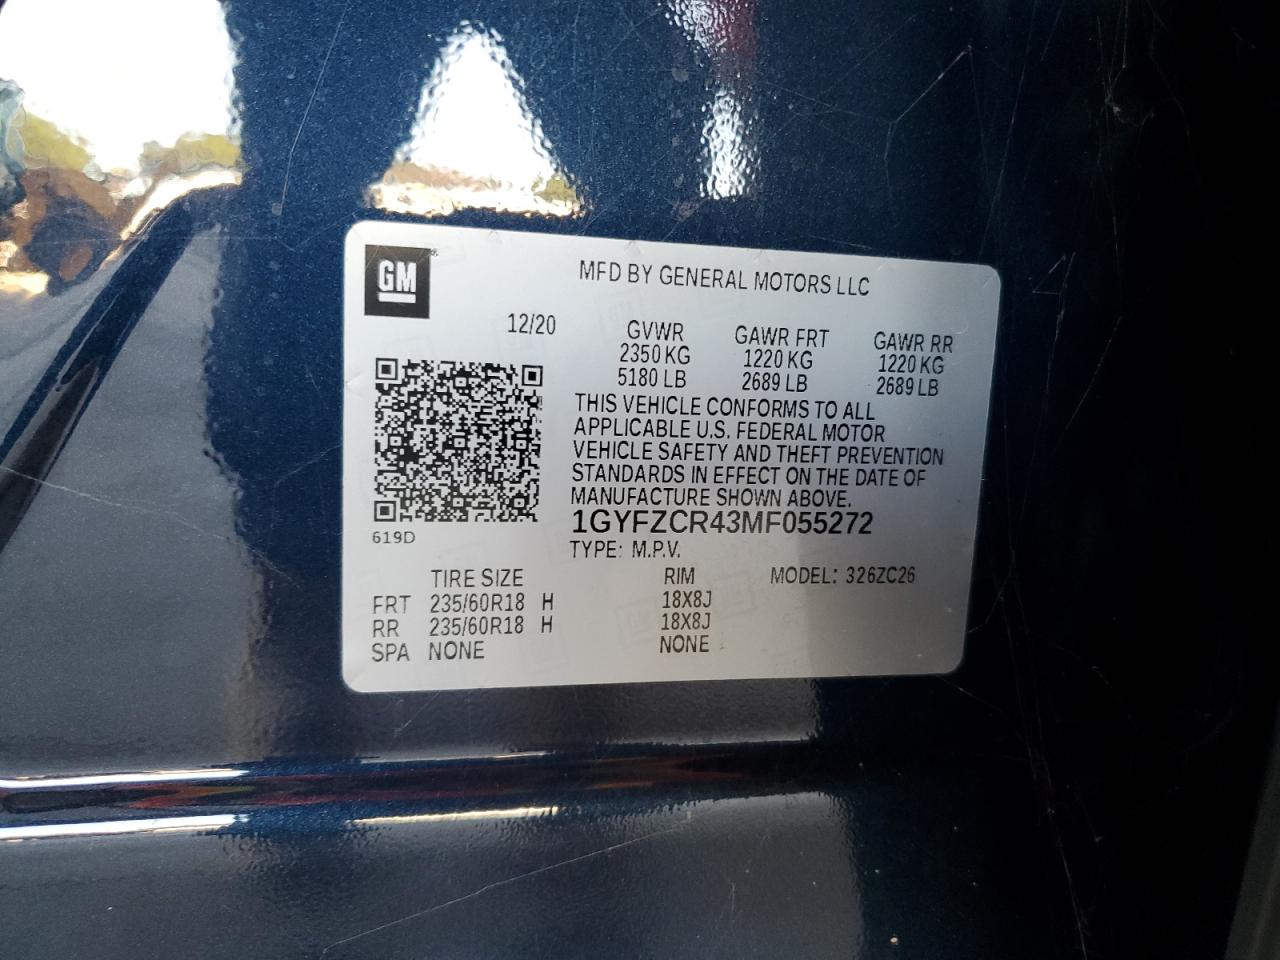 GM
MFD BY GENERAL MOTORS LLC
12/20
GVWR GAWR FRT GAWR RR
2350 KG 1220 KG 1220 KG
5180 LB 2689 LB 2689 LB
THIS VEHICLE CONFORMS TO ALL
APPLICABLE U.S. FEDERAL MOTOR
VEHICLE SAFETY AND THEFT PREVENTION
STANDARDS IN EFFECT ON THE DATE OF
MANUFACTURE SHOWN ABOVE.
1GYFZCR43MF055272
619D
TYPE: M.P.V.
TIRE SIZE RIM MODEL: 326ZC26
FRT 235/60R18 H 18X8J
RR 235/60R18 H 18X8J
SPA NONE NONE